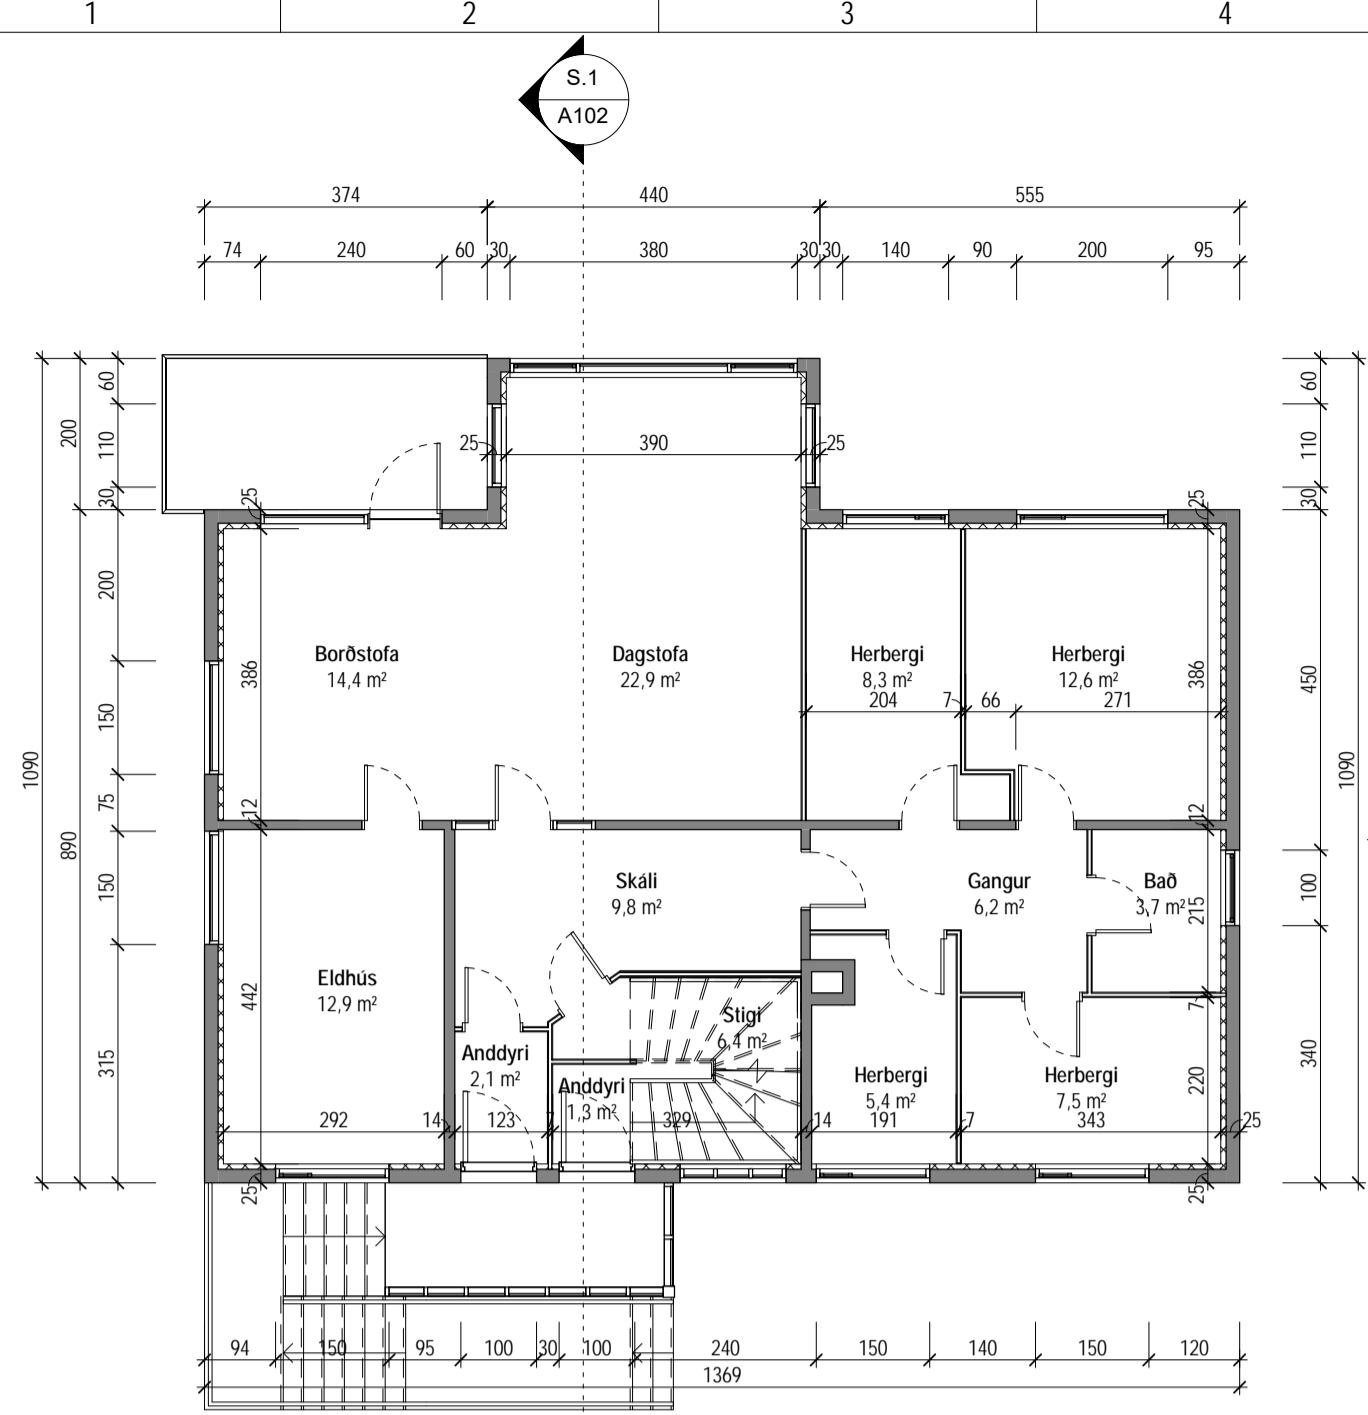 1 2 3 4
S.1
A102
374 440 555
74 240 60 30 380 30 30 140 90 200 95
60 60
200 110 110
25 390 25
30 25 25 30
200
Borðstofa Dagstofa Herbergi Herbergi
14,4 m² 22,9 m² 8,3 m² 12,6 m²
386 386 450
204 7 66 271
150
1090 1090
75 12 12
890
150
Skáli Gangur Bað
9,8 m² 6,2 m² 3,7 m²
215 100
Eldhús
12,9 m²
442
Stigi
6,4 m²
7
Anddyri
2,1 m²
315 340
Anddyri
1,3 m²
Herbergi Herbergi
5,4 m² 7,5 m²
220
292 14 123 7 329 14 191 7 343 25
25 25
94 150 95 100 30 100 240 150 140 150 120
1369